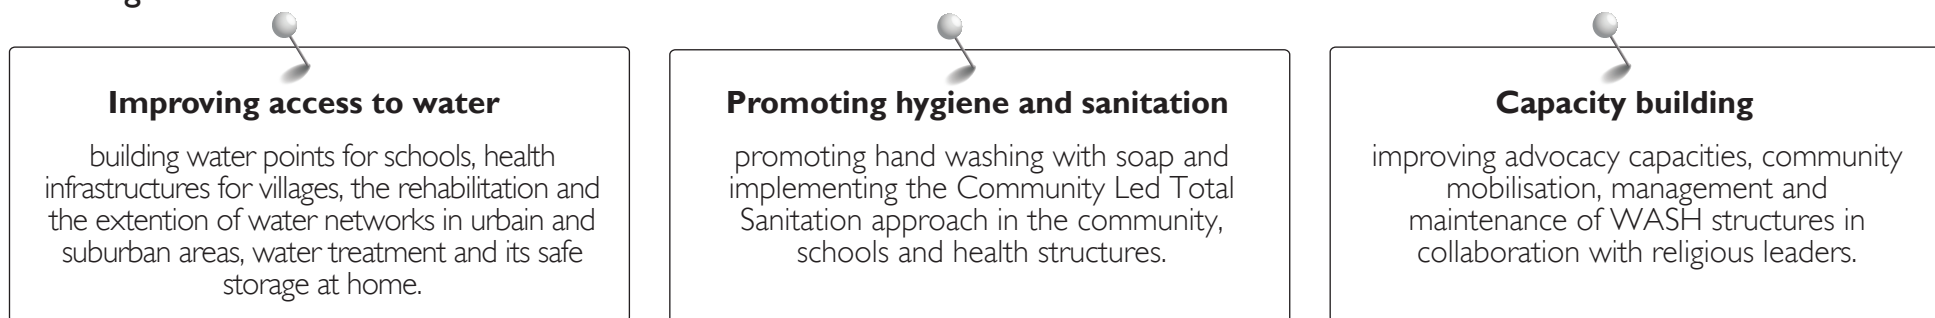 Improving access to water
building water points for schools, health
infrastructures for villages, the rehabilitation and
the extention of water networks in urbain and
suburban areas, water treatment and its safe
storage at home.
Promoting hygiene and sanitation
promoting hand washing with soap and
implementing the Community Led Total
Sanitation approach in the community,
schools and health structures.
Capacity building
improving advocacy capacities, community
mobilisation, management and
maintenance of WASH structures in
collaboration with religious leaders.